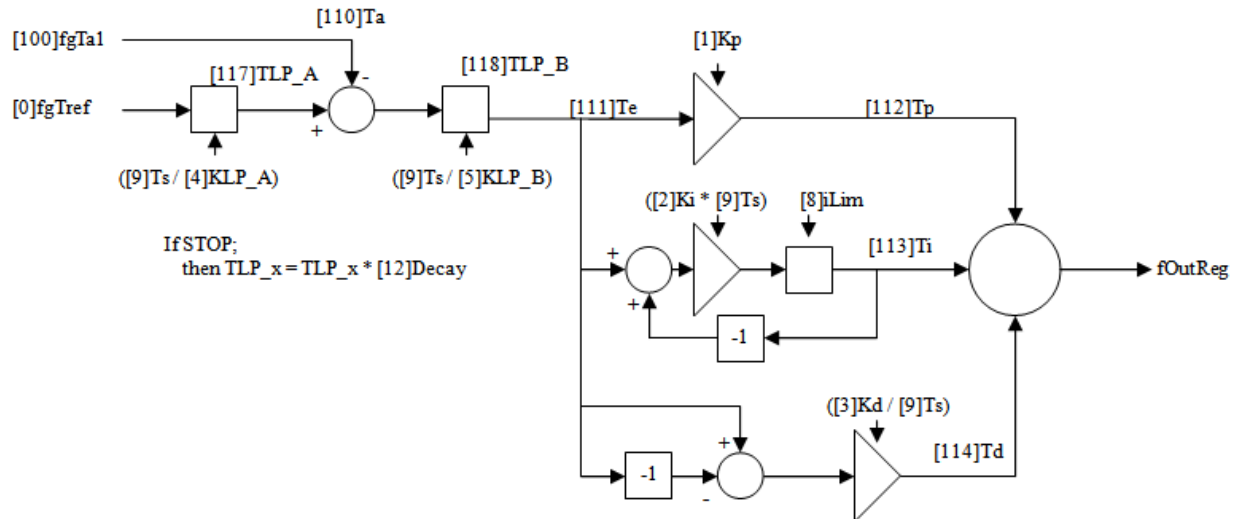 [110]Ta
[100]fgTa1
[1]Kp
-
[117]TLP_A
[118]TLP_B
[0]fgTref
+
[111]Te
[112]Tp
([9]Ts / [4]KLP_A)
([9]Ts / [5]KLP_B)
([2]Ki * [9]Ts)
[8]iLim
If STOP;
then TLP_x = TLP_x * [12]Decay
+
[113]Ti
fOutReg
+
-1
([3]Kd / [9]Ts)
+
[114]Td
-1
-